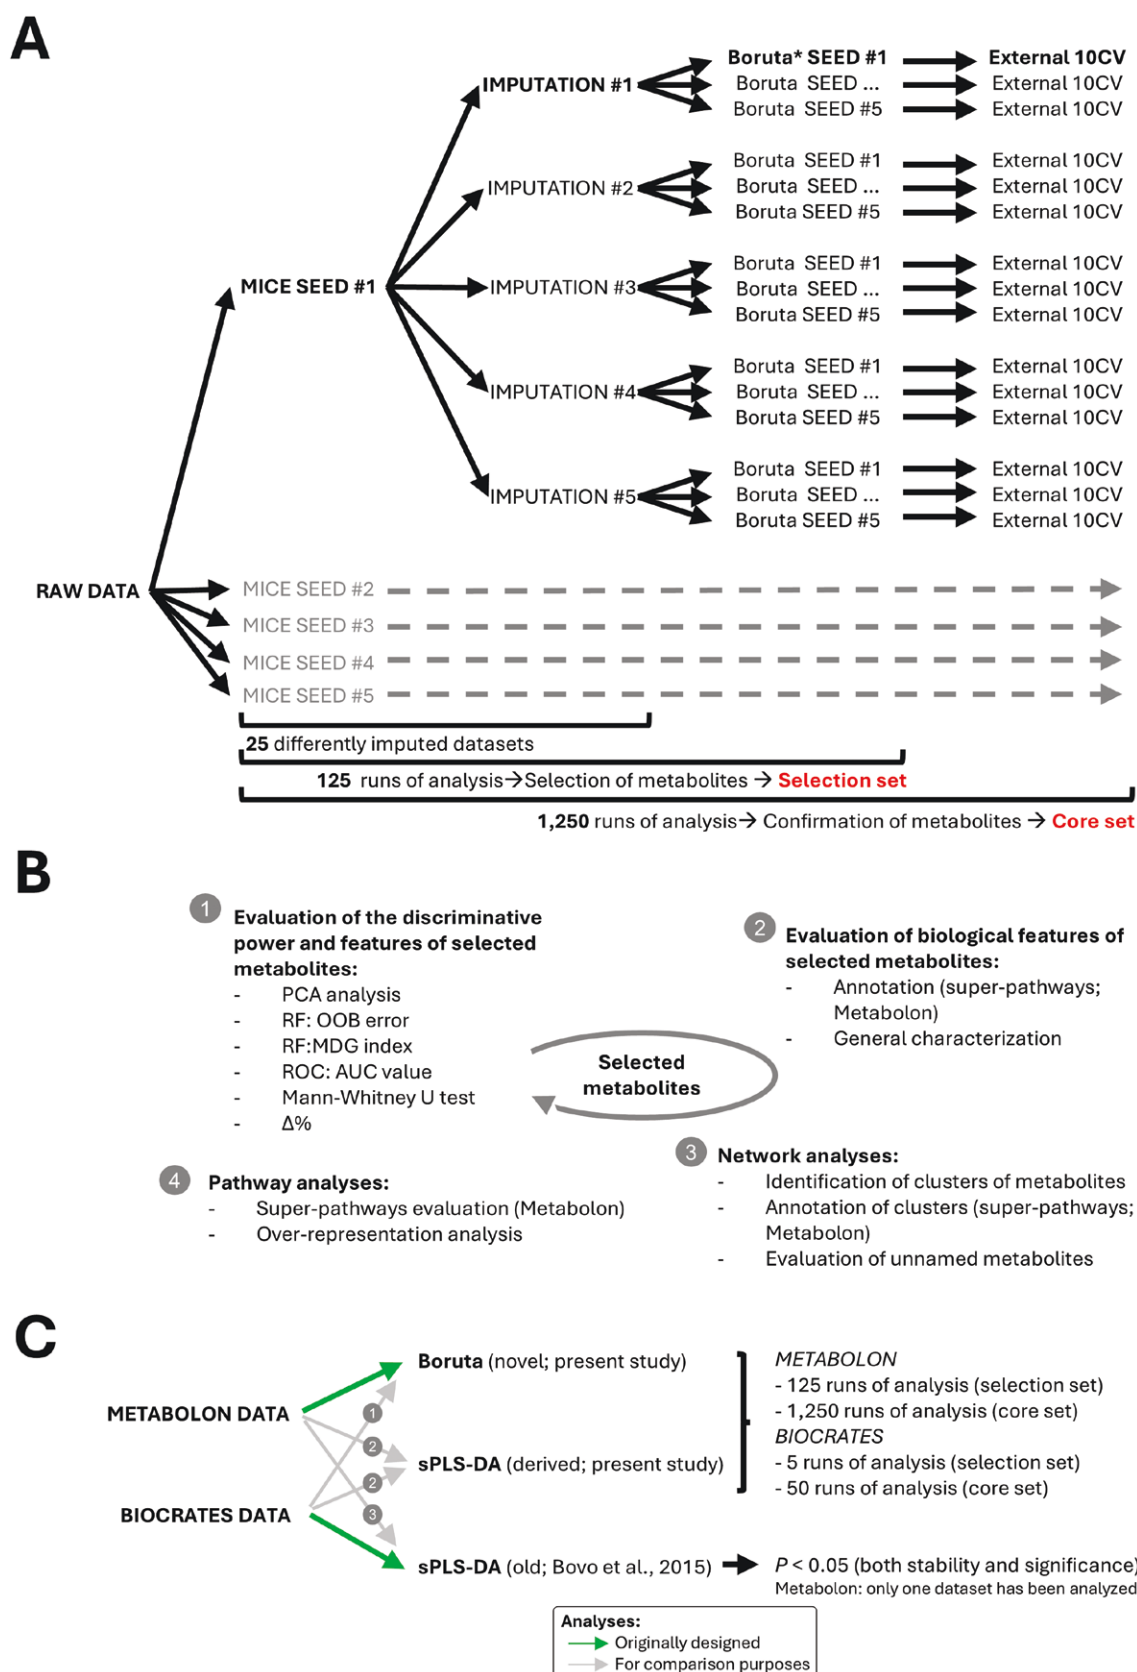 A
Boruta* SEED #1 External 10CV
IMPUTATION #1 Boruta SEED ... External 10CV
Boruta SEED #5 External 10CV
Boruta SEED #1 External 10CV
IMPUTATION #2 Boruta SEED ... External 10CV
Boruta SEED #5 External 10CV
Boruta SEED #1 External 10CV
MICE SEED #1 IMPUTATION #3 Boruta SEED ... External 10CV
Boruta SEED #5 External 10CV
Boruta SEED #1 External 10CV
IMPUTATION #4 Boruta SEED ... External 10CV
Boruta SEED #5 External 10CV
Boruta SEED #1 External 10CV
IMPUTATION #5 Boruta SEED ... External 10CV
Boruta SEED #5 External 10CV
RAW DATA MICE SEED #2
MICE SEED #3
MICE SEED #4
MICE SEED #5
25 differently imputed datasets
125 runs of analysis→Selection of metabolites → Selection set
1,250 runs of analysis→ Confirmation of metabolites → Core set
B
1 Evaluation of the discriminative
power and features of selected
metabolites:
- PCA analysis
- RF: OOB error
- RF:MDG index
- ROC: AUC value
- Mann-Whitney U test
- Δ%
2 Evaluation of biological features of
selected metabolites:
- Annotation (super-pathways;
Metabolon)
- General characterization
Selected
metabolites
3 Network analyses:
- Identification of clusters of metabolites
- Annotation of clusters (super-pathways;
Metabolon)
- Evaluation of unnamed metabolites
4 Pathway analyses:
- Super-pathways evaluation (Metabolon)
- Over-representation analysis
C
METABOLON DATA
BIOCRATES DATA
1
2
2
3
Boruta (novel; present study)
sPLS-DA (derived; present study)
sPLS-DA (old; Bovo et al., 2015)
METABOLON
- 125 runs of analysis (selection set)
- 1,250 runs of analysis (core set)
BIOCRATES
- 5 runs of analysis (selection set)
- 50 runs of analysis (core set)
P < 0.05 (both stability and significance)
Metabolon: only one dataset has been analyzed
Analyses:
Originally designed
For comparison purposes